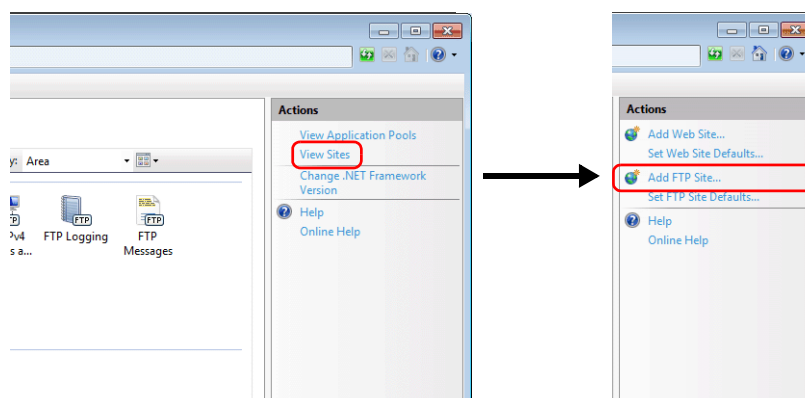 Actions
View Application Pools
View Sites
Change .NET Framework
Version
Help
Online Help
y: Area
FTP
FTP
FTP Logging
FTP
Messages
s a...
Actions
Add Web Site...
Set Web Site Defaults...
Add FTP Site...
Set FTP Site Defaults...
Help
Online Help